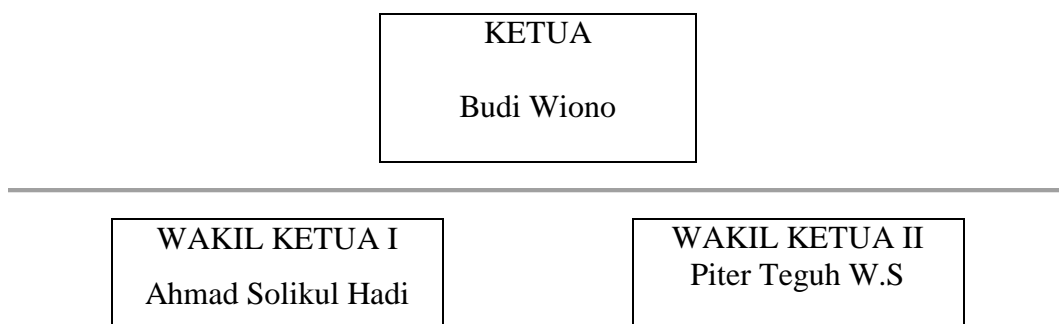 KETUA
Budi Wiono
WAKIL KETUA I
Ahmad Solikul Hadi
WAKIL KETUA II
Piter Teguh W.S